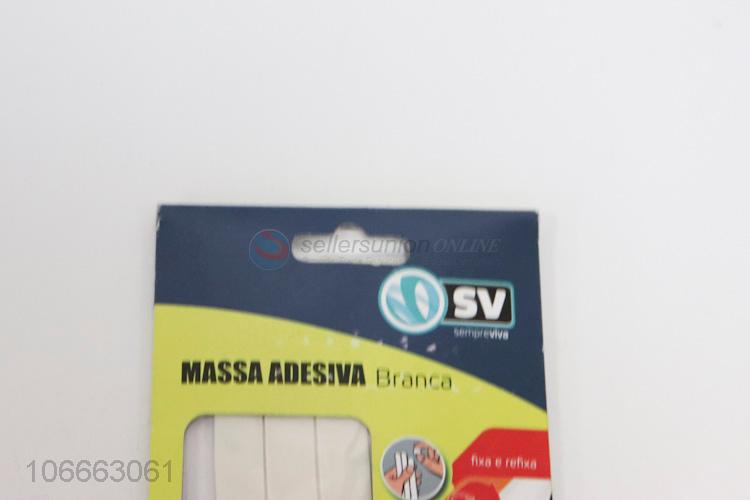 sellersunion ONLINE
SV
sempreviva
MASSA ADESIVA Branca
fixa e refixa
106663061